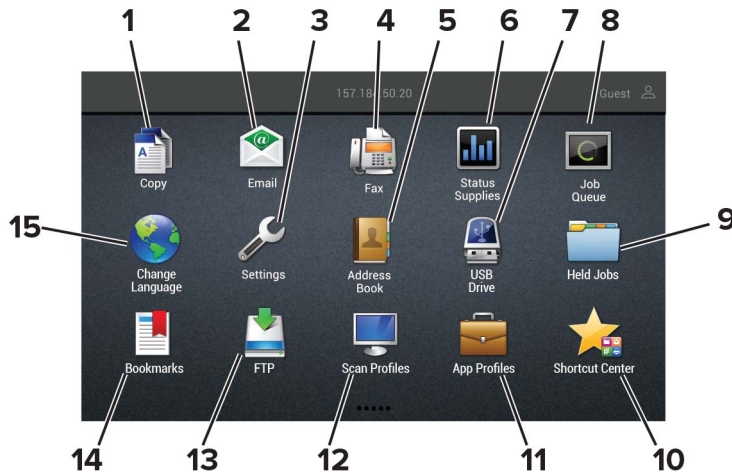 1 2 3 4 5 6 7 8
157.184.50.20 Guest
A @
Copy Email Fax Status Supplies Job Queue
15 9
Change Language Settings Address Book USB Drive Held Jobs
Bookmarks FTP Scan Profiles App Profiles Shortcut Center
14 13 12 11 10